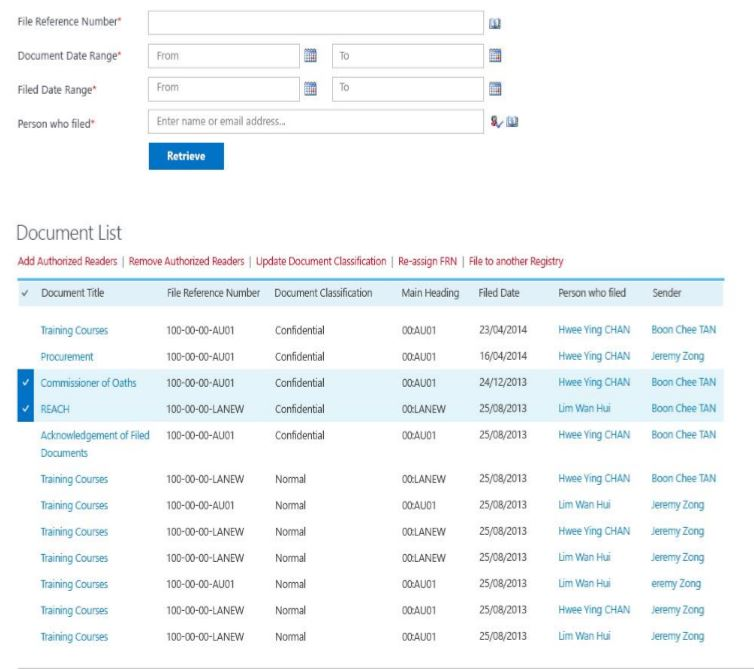 File Reference Number*
Document Date Range* From To
Filed Date Range* From To
Person who filed* Enter name or email address...
Retrieve
Document List
Add Authorized Readers | Remove Authorized Readers | Update Document Classification | Re-assign FRN | File to another Registry
Document Title File Reference Number Document Classification Main Heading Filed Date Person who filed Sender
Training Courses 100-00-00-AU01 Confidential 00:AU01 23/04/2014 Hwee Ying CHAN Boon Chee TAN
Procurement 100-00-00-AU01 Confidential 00:AU01 16/04/2014 Hwee Ying CHAN Jeremy Zong
Commissioner of Oaths 100-00-00-AU01 Confidential 00:AU01 24/12/2013 Hwee Ying CHAN Boon Chee TAN
REACH 100-00-00-LANEW Confidential 00:LANEW 25/08/2013 Lim Wan Hui Boon Chee TAN
Acknowledgement of Filed 100-00-00-AU01 Confidential 00:AU01 25/08/2013 Hwee Ying CHAN Boon Chee TAN
Documents
Training Courses 100-00-00-LANEW Normal 00:LANEW 25/08/2013 Hwee Ying CHAN Boon Chee TAN
Training Courses 100-00-00-AU01 Normal 00:AU01 25/08/2013 Lim Wan Hui Jeremy Zong
Training Courses 100-00-00-LANEW Normal 00:LANEW 25/08/2013 Hwee Ying CHAN Jeremy Zong
Training Courses 100-00-00-LANEW Normal 00:LANEW 25/08/2013 Lim Wan Hui Jeremy Zong
Training Courses 100-00-00-AU01 Normal 00:AU01 25/08/2013 Lim Wan Hui eremy Zong
Training Courses 100-00-00-LANEW Normal 00:AU01 25/08/2013 Hwee Ying CHAN Jeremy Zong
Training Courses 100-00-00-LANEW Normal 00:AU01 25/08/2013 Lim Wan Hui Jeremy Zong